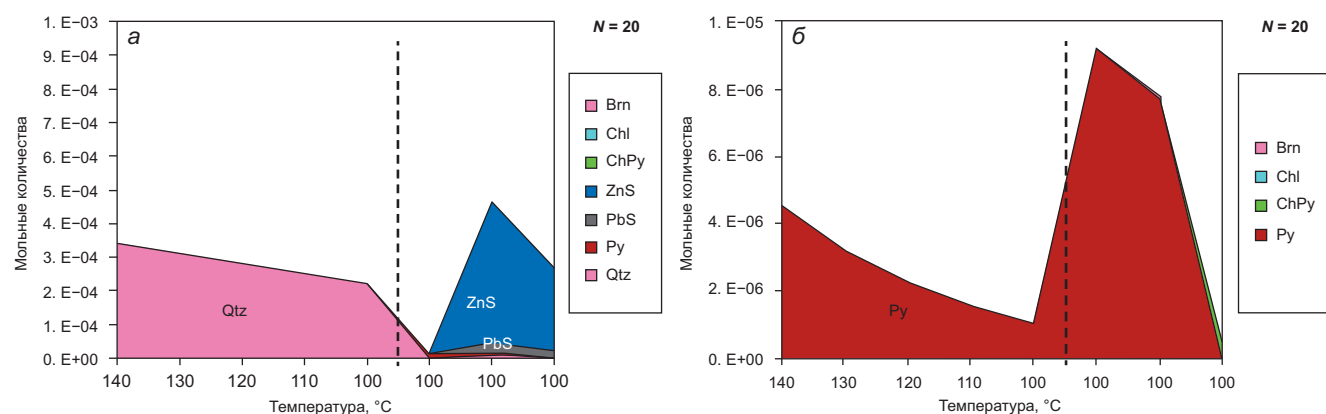 а
N = 20
Мольные количества
1. E−03
9. E−04
8. E−04
7. E−04
6. E−04
5. E−04
4. E−04
3. E−04
2. E−04
1. E−04
0. E+00
Qtz
ZnS
PbS
140 130 120 110 100 100 100 100
Температура, °C
Brn
Chl
ChPy
ZnS
PbS
Py
Qtz
б
N = 20
Мольные количества
1. E−05
8. E−06
6. E−06
4. E−06
2. E−06
0. E+00
Py
140 130 120 110 100 100 100 100
Температура, °C
Brn
Chl
ChPy
Py